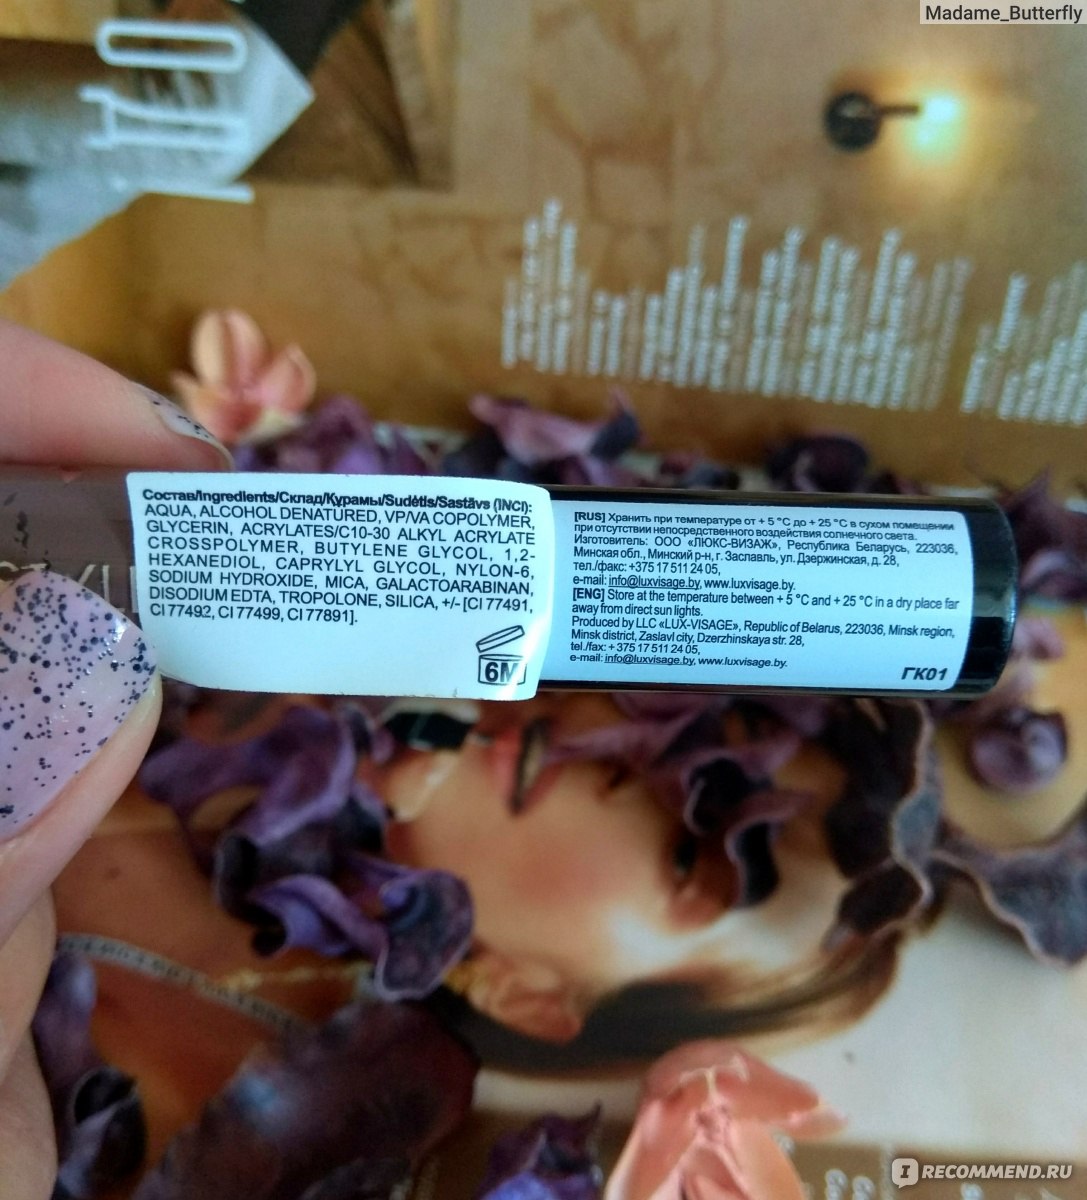 Madame_Butterfly
Состав/Ingredients/Склад/Құрамы/Sudėtis/Sastāvs (INCI):
AQUA, ALCOHOL DENATURED, VP/VA COPOLYMER,
GLYCERIN, ACRYLATES/C10-30 ALKYL ACRYLATE
CROSSPOLYMER, BUTYLENE GLYCOL, 1,2-
HEXANEDIOL, CAPRYLYL GLYCOL, NYLON-6,
SODIUM HYDROXIDE, MICA, GALACTOARABINAN,
DISODIUM EDTA, TROPOLONE, SILICA, +/- [CI 77491,
CI 77492, CI 77499, CI 77891].
6M
[RUS] Хранить при температуре от + 5 °С до + 25 °С в сухом помещении
при отсутствии непосредственного воздействия солнечного света.
Изготовитель: ООО «ЛЮКС-ВИЗАЖ», Республика Беларусь, 223036,
Минская обл., Минский р-н, г. Заславль, ул. Дзержинская, д. 28,
тел./факс: +375 17 511 24 05,
e-mail: info@luxvisage.by, www.luxvisage.by.
[ENG] Store at the temperature between + 5 °C and + 25 °C in a dry place far
away from direct sun lights.
Produced by LLC «LUX-VISAGE», Republic of Belarus, 223036, Minsk region,
Minsk district, Zaslavl city, Dzerzhinskaya str. 28,
tel./fax: + 375 17 511 24 05,
e-mail: info@luxvisage.by, www.luxvisage.by.
ГК01
IRECOMMEND.RU